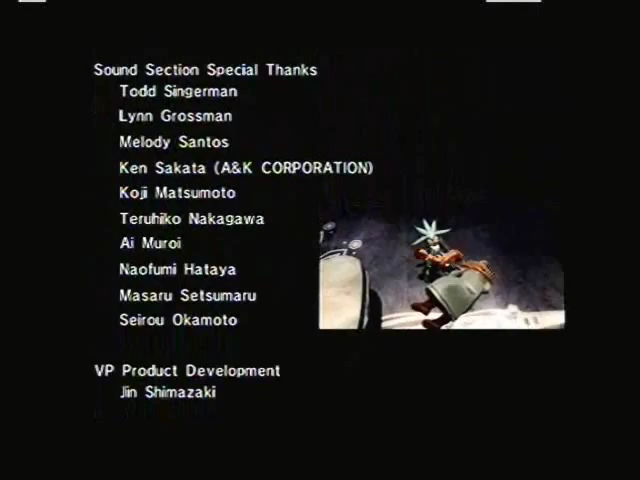 Sound Section Special Thanks
Todd Singerman
Lynn Grossman
Melody Santos
Ken Sakata (A&K CORPORATION)
Koji Matsumoto
Teruhiko Nakagawa
Ai Muroi
Naofumi Hataya
Masaru Setsumaru
Seirou Okamoto
VP Product Development
Jin Shimazaki